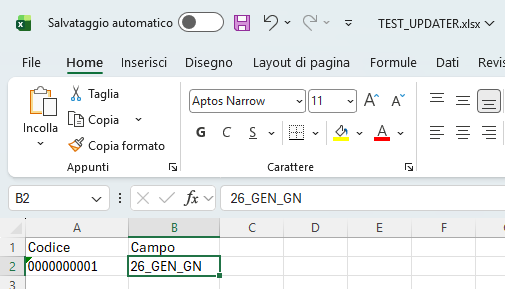 Salvataggio automatico
TEST_UPDATER.xlsx
File Home Inserisci Disegno Layout di pagina Formule Dati
Incolla
Taglia
Copia
Copia formato
Appunti
Aptos Narrow 11 A A
G C S A
Carattere
B2 fx 26_GEN_GN
A B C D E F
1 Codice Campo
2 0000000001 26_GEN_GN
3